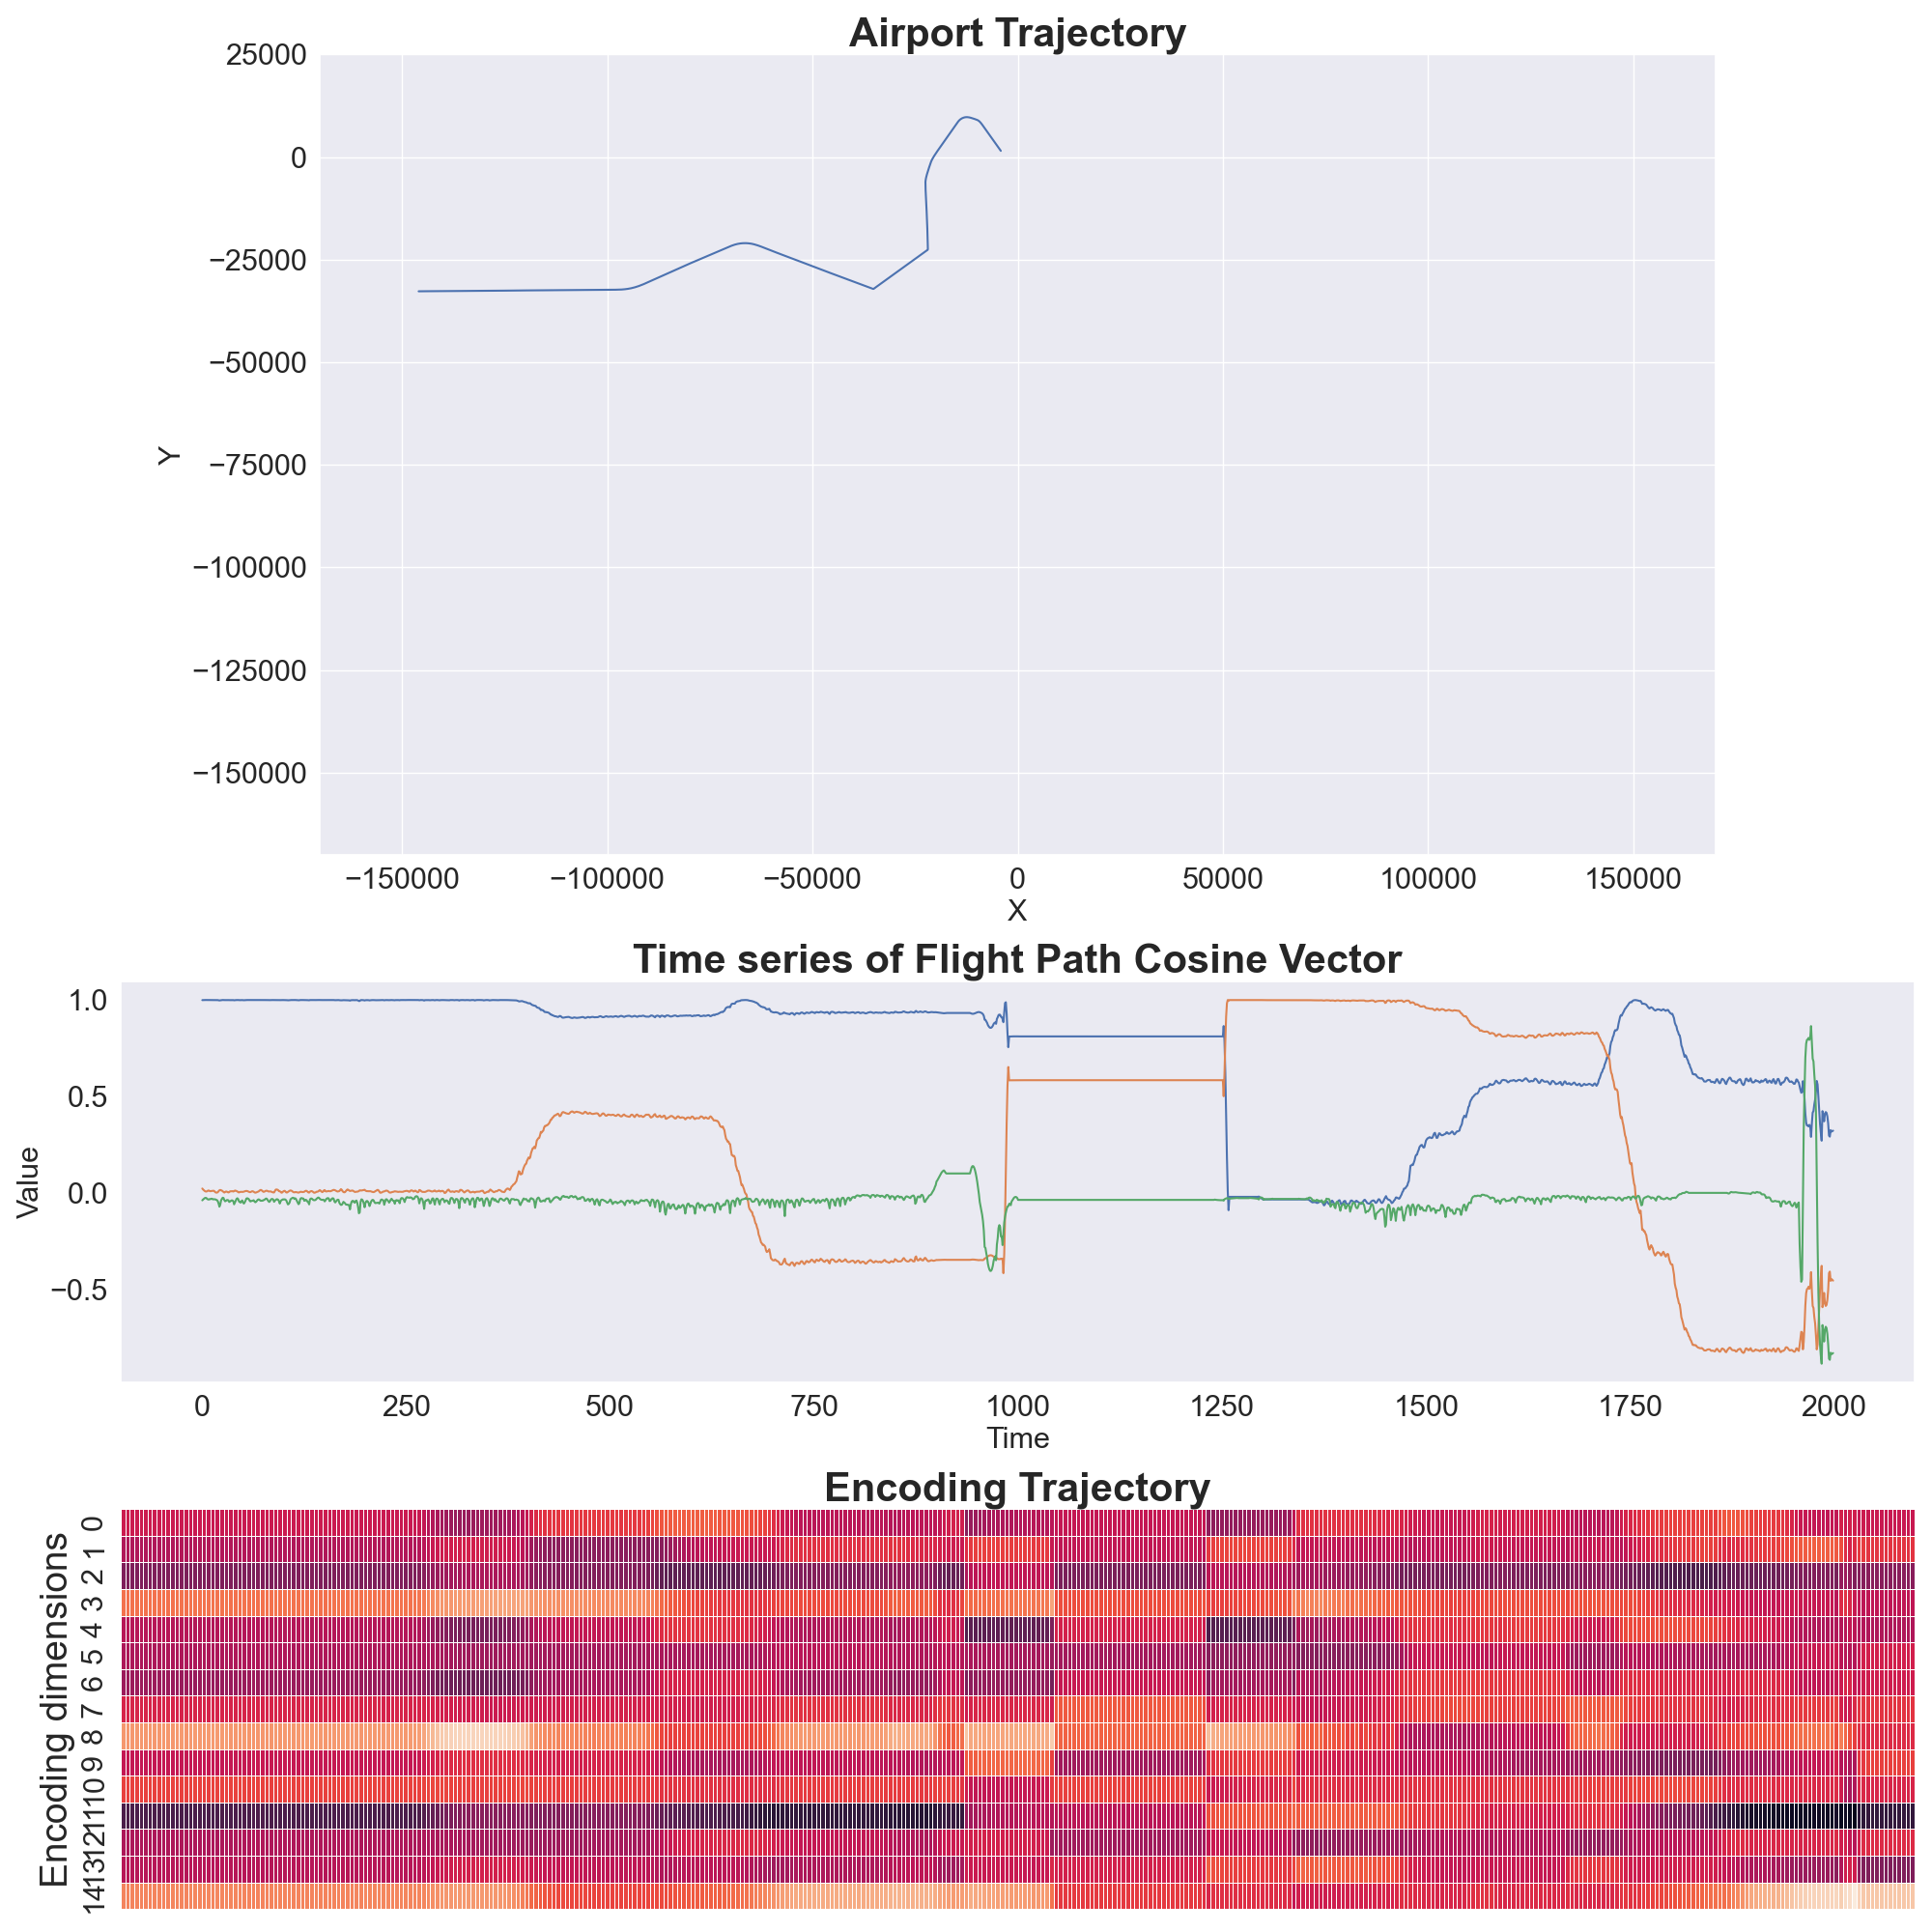 Airport Trajectory
25000
0
−25000
−50000
−75000
−100000
−125000
−150000
Y
−150000 −100000 −50000 0 50000 100000 150000
X
Time series of Flight Path Cosine Vector
1.0
0.5
0.0
−0.5
Value
0 250 500 750 1000 1250 1500 1750 2000
Time
Encoding Trajectory
Encoding dimensions
0
1
2
3
4
5
6
7
8
9
10
11
12
13
14